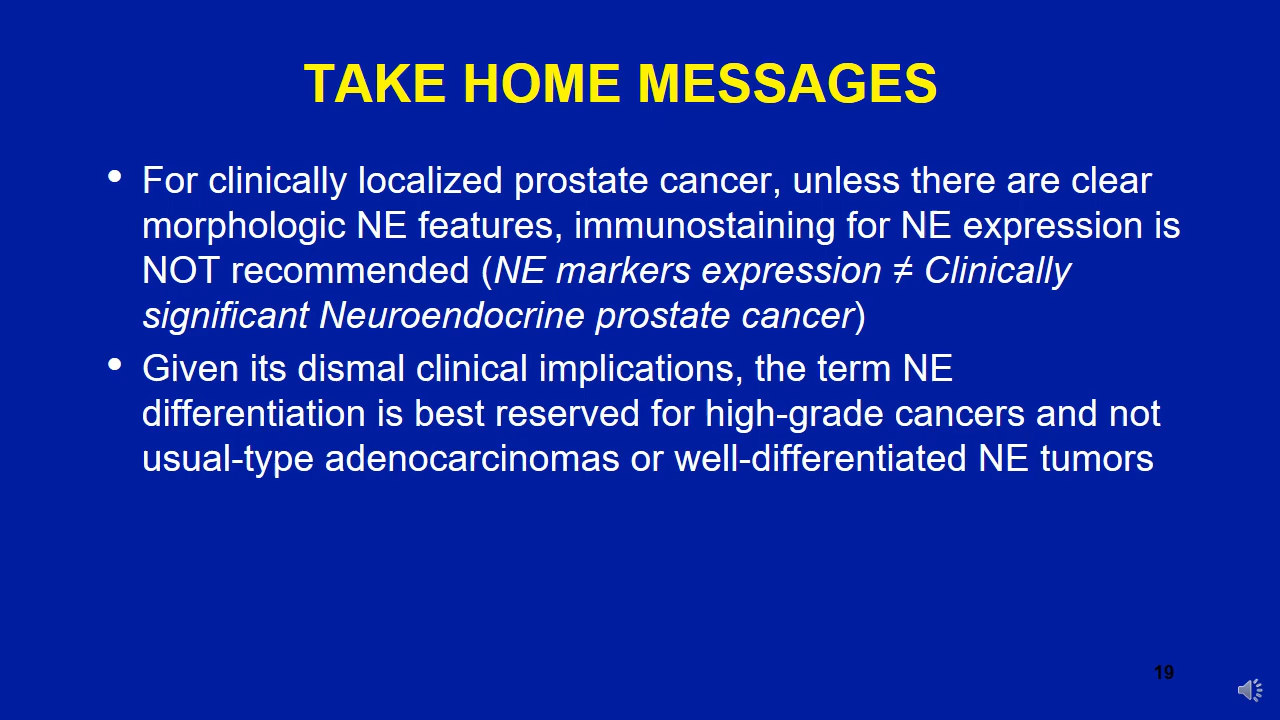 TAKE HOME MESSAGES
• For clinically localized prostate cancer, unless there are clear
morphologic NE features, immunostaining for NE expression is
NOT recommended (NE markers expression ≠ Clinically
significant Neuroendocrine prostate cancer)
• Given its dismal clinical implications, the term NE
differentiation is best reserved for high-grade cancers and not
usual-type adenocarcinomas or well-differentiated NE tumors
19